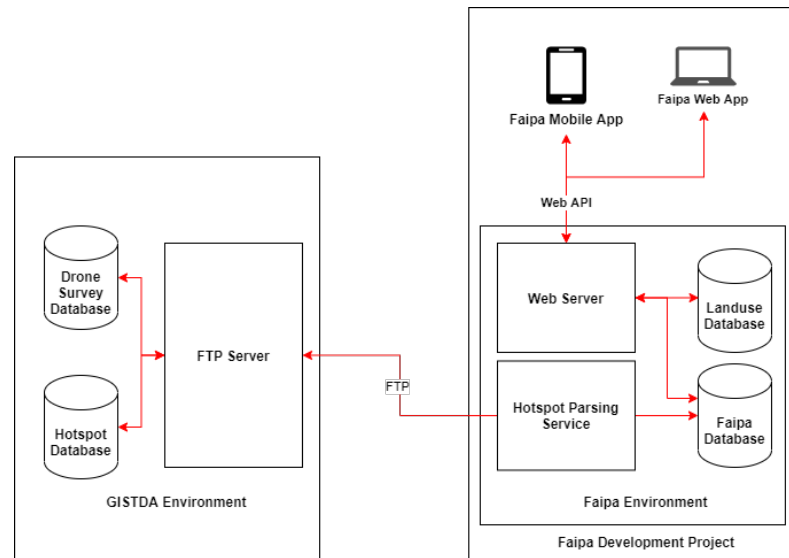 Faipa Mobile App
Faipa Web App
Web API
Drone
Survey
Database
FTP Server
Hotspot
Database
GISTDA Environment
FTP
Web Server
Landuse
Database
Hotspot Parsing
Service
Faipa
Database
Faipa Environment
Faipa Development Project